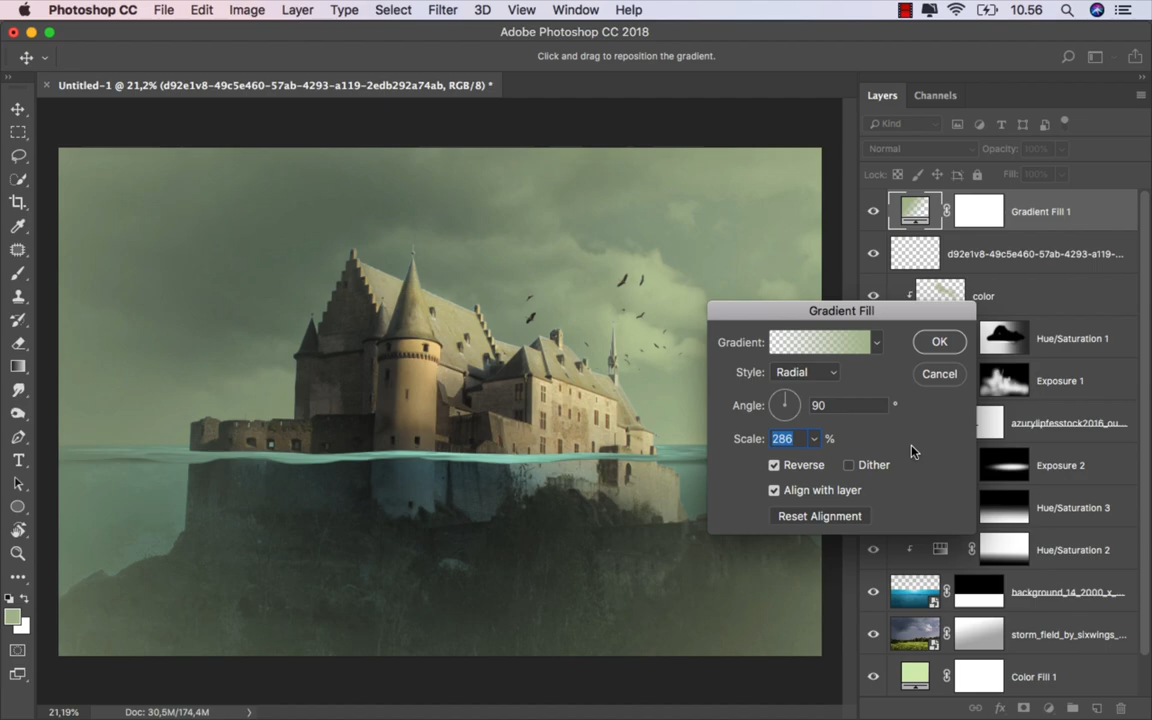 Photoshop CC File Edit Image Layer Type Select Filter 3D View Window Help 10.56
Adobe Photoshop CC 2018
Click and drag to reposition the gradient.
Untitled-1 @ 21,2% (d92e1v8-49c5e460-57ab-4293-a119-2edb292a74ab, RGB/8) *
Layers Channels
Kind
Normal Opacity: 100%
Lock: Fill: 100%
Gradient Fill 1
d92e1v8-49c5e460-57ab-4293-a119-...
color
Gradient Fill
Gradient: OK
Hue/Saturation 1
Style: Radial Cancel
Exposure 1
Angle: 90 °
azurylipfesstock2016_ou...
Scale: 286 %
Reverse Dither
Exposure 2
Align with layer
Hue/Saturation 3
Reset Alignment
Hue/Saturation 2
background_14_2000_x_...
storm_field_by_sixwings_...
Color Fill 1
21,19% Doc: 30,5M/174,4M